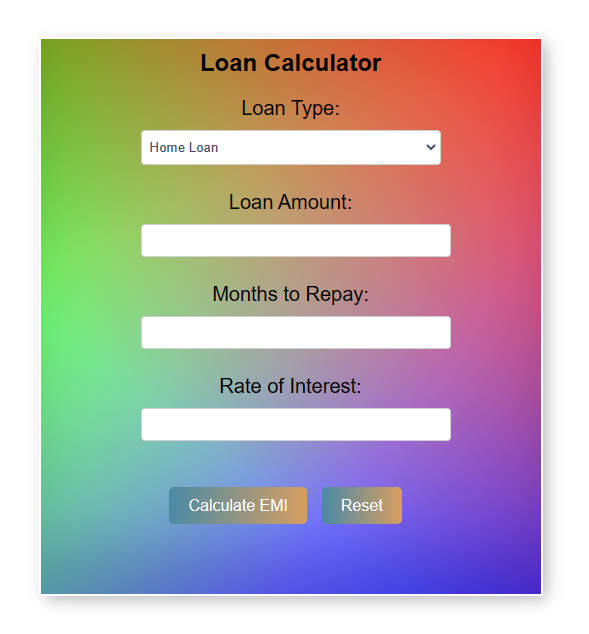 Loan Calculator
Loan Type:
Home Loan
Loan Amount:
Months to Repay:
Rate of Interest:
Calculate EMI Reset